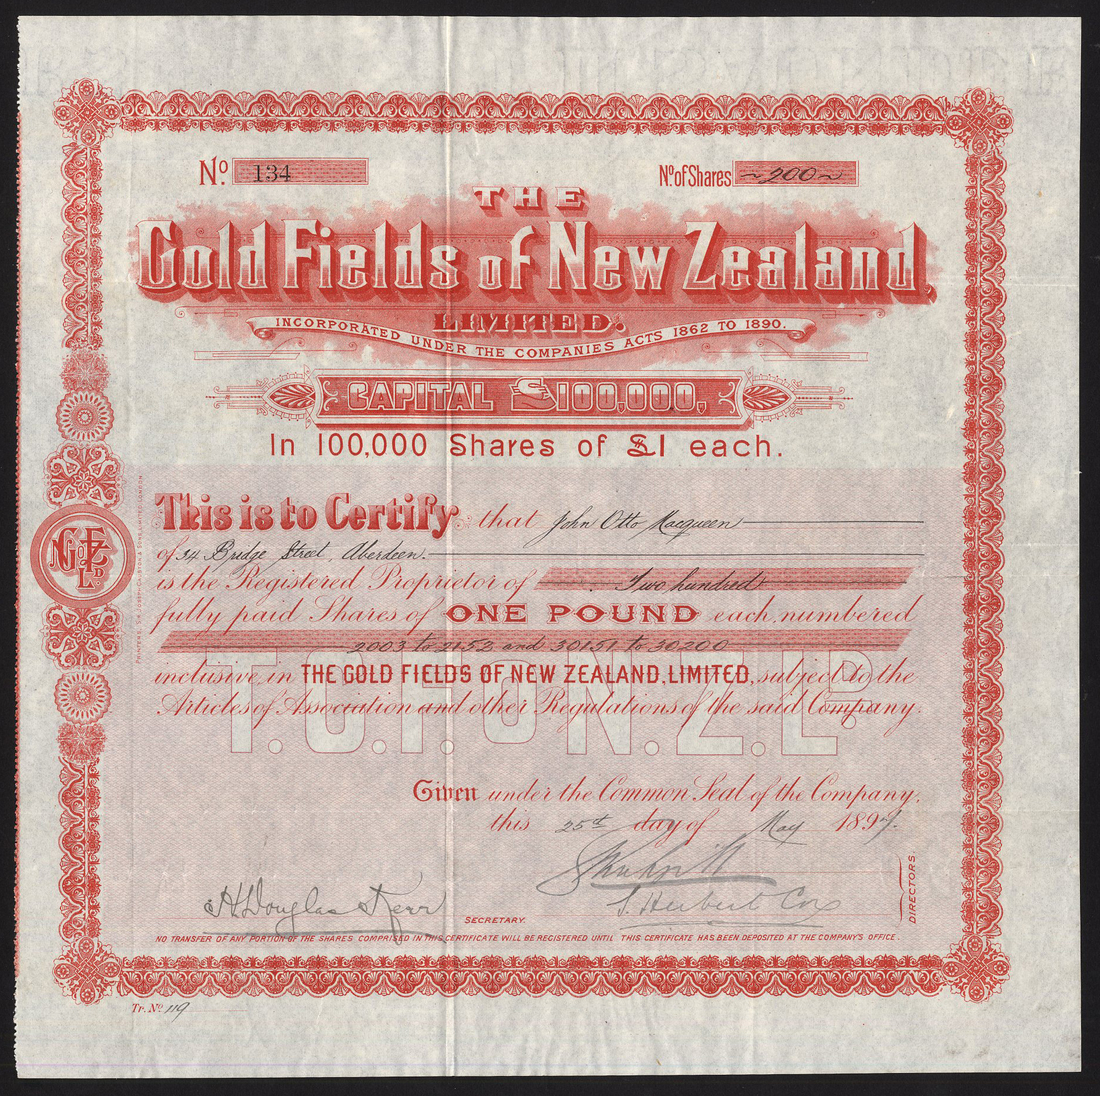 No. 134
No. of Shares ~200~
THE
Gold Fields of New Zealand,
LIMITED.
INCORPORATED UNDER THE COMPANIES ACTS 1862 TO 1890.
CAPITAL £100,000,
In 100,000 Shares of £1 each.
This is to Certify that John Otto Macqueen
of 34 Bridge Street, Aberdeen.
is the Registered Proprietor of Two hundred
fully paid Shares of ONE POUND each, numbered
2003 to 2152 and 30151 to 30200
inclusive, in THE GOLD FIELDS OF NEW ZEALAND, LIMITED, subject to the
Articles of Association and other Regulations of the said Company.
T.G.F.O N.Z.LD.
Given under the Common Seal of the Company,
this 25th day of May 1897.
A Douglas Kerr
SECRETARY.
Herbert Cox
DIRECTORS.
NO TRANSFER OF ANY PORTION OF THE SHARES COMPRISED IN THIS CERTIFICATE WILL BE REGISTERED UNTIL THIS CERTIFICATE HAS BEEN DEPOSITED AT THE COMPANY'S OFFICE.
Tr. No. 119